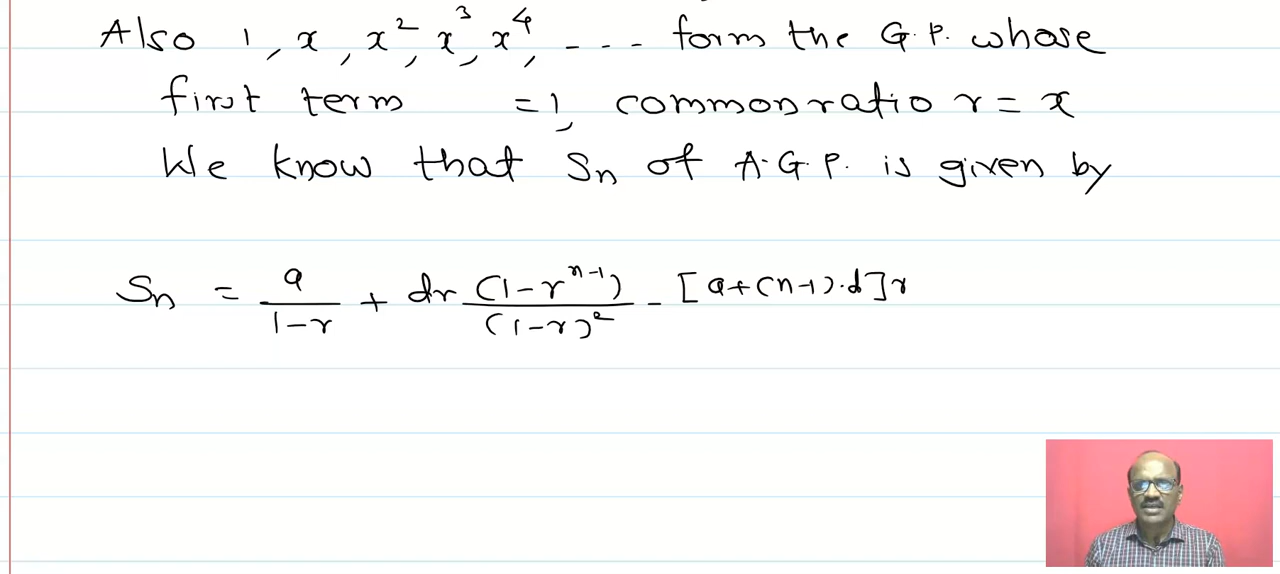 Also 1, x, x², x³, x⁴, --- form the G.P. whose
first term =1, common ratio r = x
We know that Sn of A.G.P. is given by
Sn = a/(1-r) + dr (1-r^(n-1))/(1-r)² - [a+(n-1).d]r